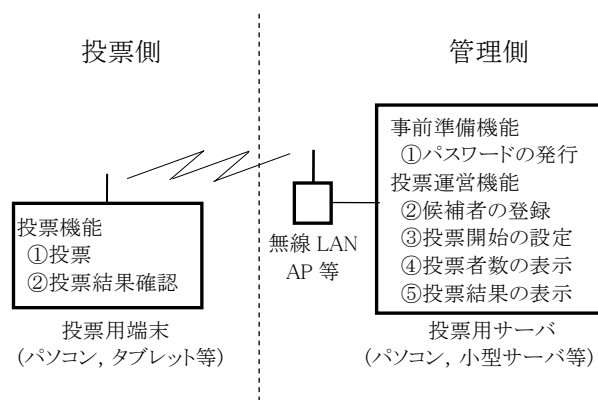 投票側
管理側
投票機能
①投票
②投票結果確認
投票用端末
(パソコン, タブレット等)
無線 LAN
AP 等
事前準備機能
①パスワードの発行
投票運営機能
②候補者の登録
③投票開始の設定
④投票者数の表示
⑤投票結果の表示
投票用サーバ
(パソコン, 小型サーバ等)